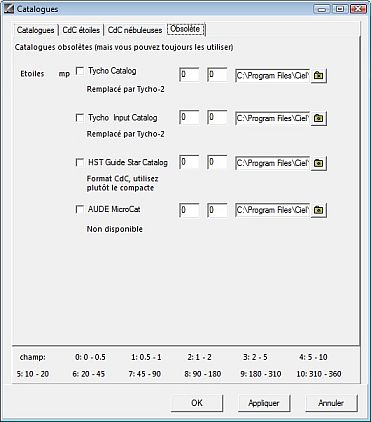 Catalogues
Catalogues CdC étoiles CdC nébuleuses Obsolète
Catalogues obsolètes (mais vous pouvez toujours les utiliser)
Etoiles mp Tycho Catalog 0 0 C:\Program Files\Ciel\
Remplacé par Tycho-2
Tycho Input Catalog 0 0 C:\Program Files\Ciel\
Remplacé par Tycho-2
HST Guide Star Catalog 0 0 C:\Program Files\Ciel\
Format CdC, utilisez
plutôt le compacte
AUDE MicroCat 0 0 C:\Program Files\Ciel\
Non disponible
champ: 0: 0 - 0.5 1: 0.5 - 1 2: 1 - 2 3: 2 - 5 4: 5 - 10
5: 10 - 20 6: 20 - 45 7: 45 - 90 8: 90 - 180 9: 180 - 310 10: 310 - 360
OK Appliquer Annuler